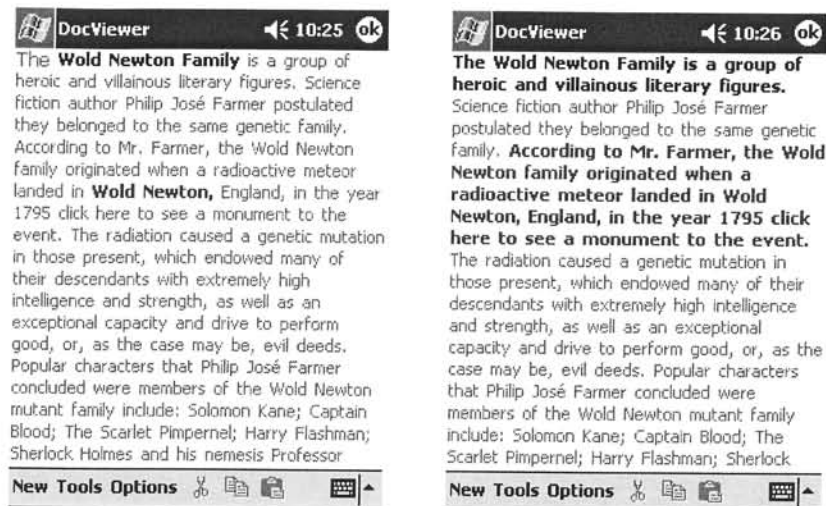 DocViewer 10:25 ok
The Wold Newton Family is a group of
heroic and villainous literary figures. Science
fiction author Philip José Farmer postulated
they belonged to the same genetic family.
According to Mr. Farmer, the Wold Newton
family originated when a radioactive meteor
landed in Wold Newton, England, in the year
1795 click here to see a monument to the
event. The radiation caused a genetic mutation
in those present, which endowed many of
their descendants with extremely high
intelligence and strength, as well as an
exceptional capacity and drive to perform
good, or, as the case may be, evil deeds.
Popular characters that Philip José Farmer
concluded were members of the Wold Newton
mutant family include: Solomon Kane; Captain
Blood; The Scarlet Pimpernel; Harry Flashman;
Sherlock Holmes and his nemesis Professor
New Tools Options
DocViewer 10:26 ok
The Wold Newton Family is a group of
heroic and villainous literary figures.
Science fiction author Philip José Farmer
postulated they belonged to the same genetic
family. According to Mr. Farmer, the Wold
Newton family originated when a
radioactive meteor landed in Wold
Newton, England, in the year 1795 click
here to see a monument to the event.
The radiation caused a genetic mutation in
those present, which endowed many of their
descendants with extremely high intelligence
and strength, as well as an exceptional
capacity and drive to perform good, or, as the
case may be, evil deeds. Popular characters
that Philip José Farmer concluded were
members of the Wold Newton mutant family
include: Solomon Kane; Captain Blood; The
Scarlet Pimpernel; Harry Flashman; Sherlock
New Tools Options